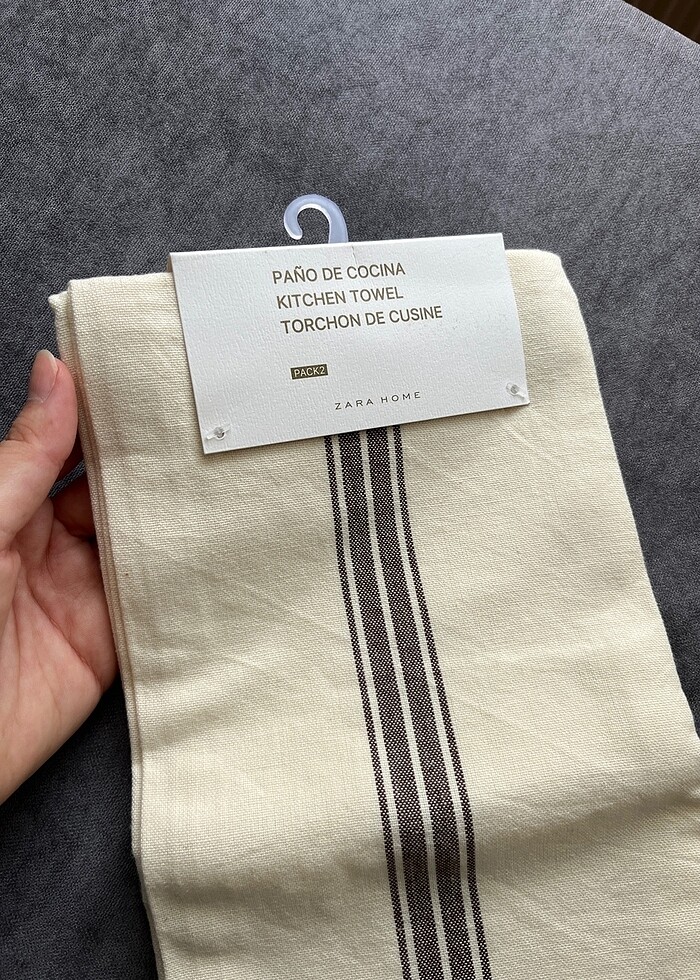 PAÑO DE COCINA
KITCHEN TOWEL
TORCHON DE CUSINE
PACK2
ZARA HOME